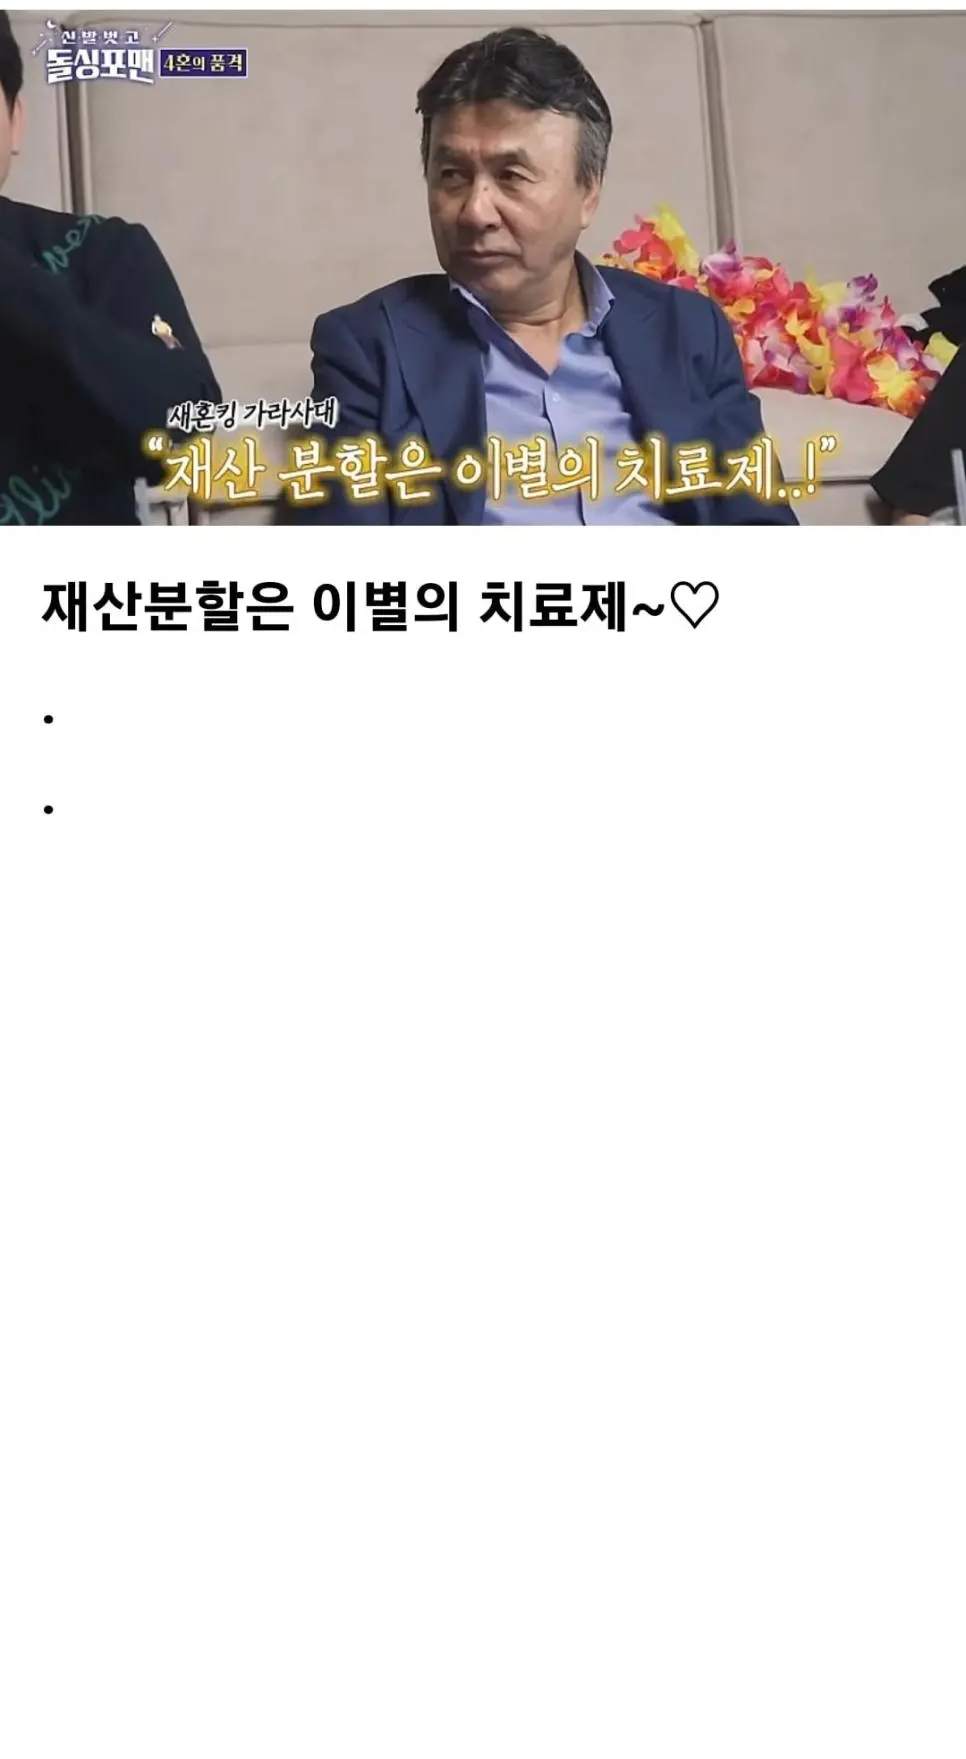 신발벗고
돌싱포맨 4혼의 품격
새혼킹 가라사대
"재산 분할은 이별의 치료제..!"
재산분할은 이별의 치료제~♡
.
.